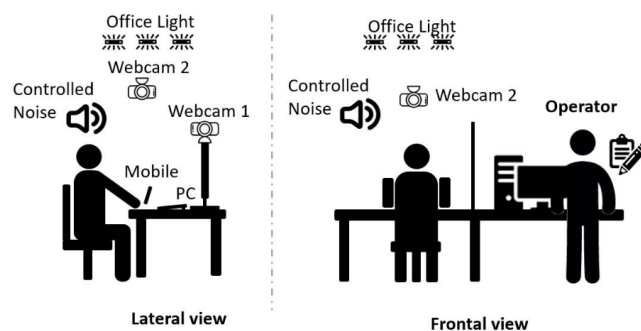 Office Light
Webcam 2
Controlled
Noise
Webcam 1
Mobile
PC
Lateral view
Office Light
Controlled
Noise
Webcam 2
Operator
Frontal view